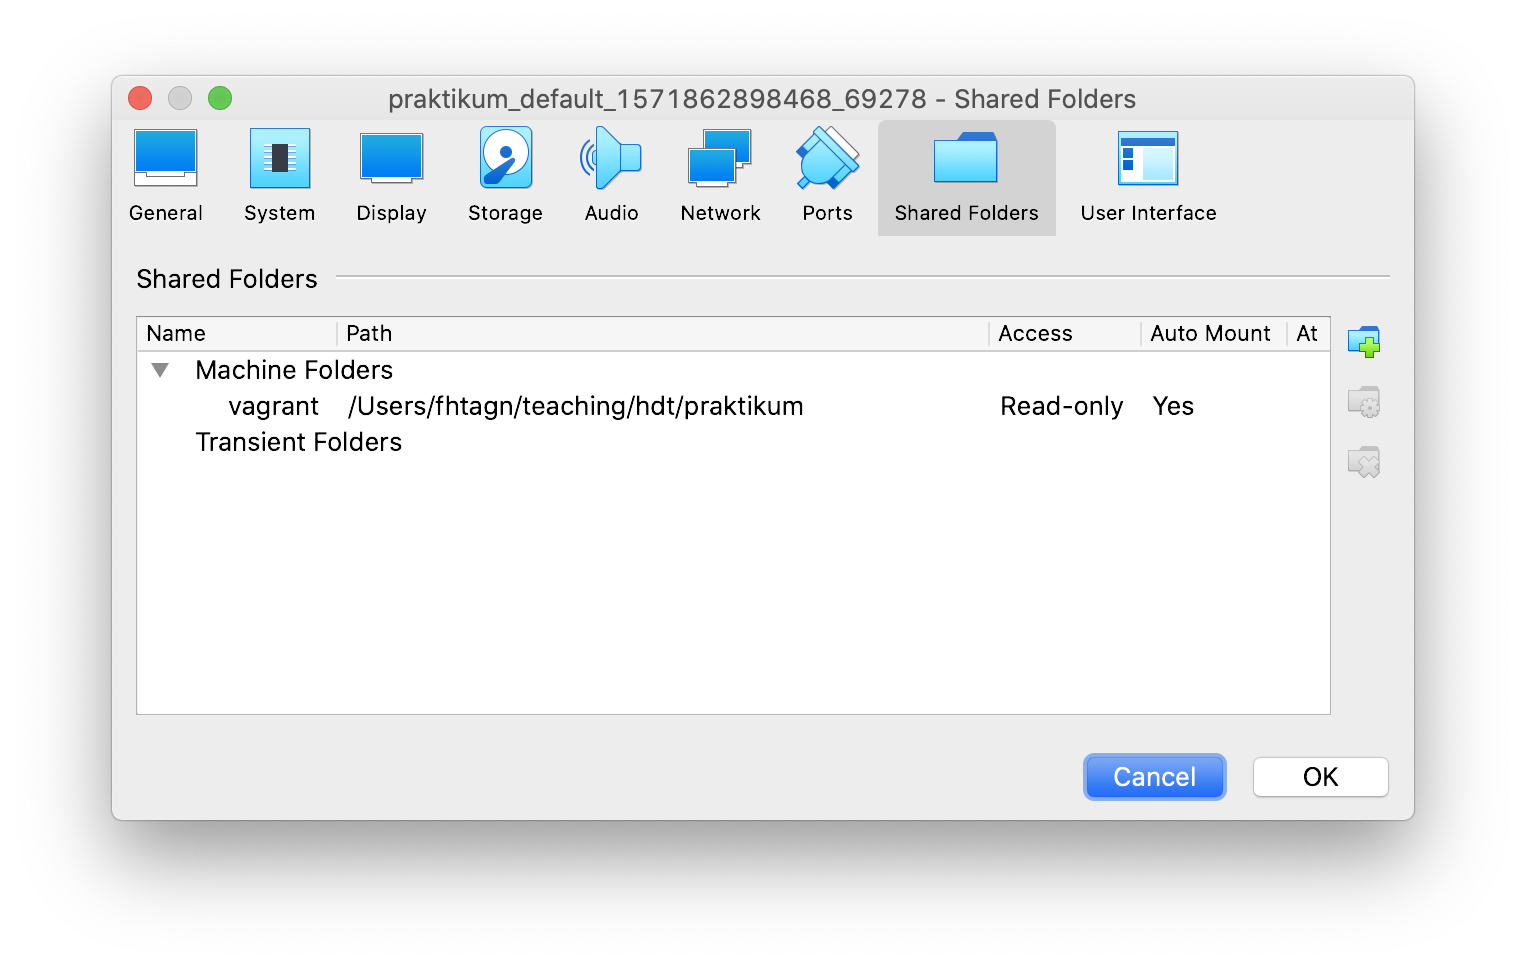 praktikum_default_1571862898468_69278 - Shared Folders
General System Display Storage Audio Network Ports Shared Folders User Interface
Shared Folders
Name Path Access Auto Mount At
Machine Folders
vagrant /Users/fhtagn/teaching/hdt/praktikum Read-only Yes
Transient Folders
Cancel OK